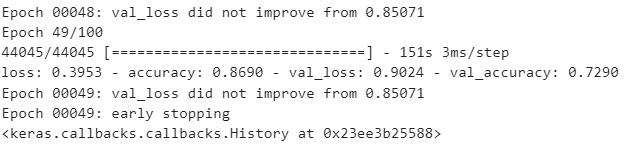 Epoch 00048: val_loss did not improve from 0.85071
Epoch 49/100
44045/44045 [==============================] - 151s 3ms/step
loss: 0.3953 - accuracy: 0.8690 - val_loss: 0.9024 - val_accuracy: 0.7290
Epoch 00049: val_loss did not improve from 0.85071
Epoch 00049: early stopping
<keras.callbacks.callbacks.History at 0x23ee3b25588>